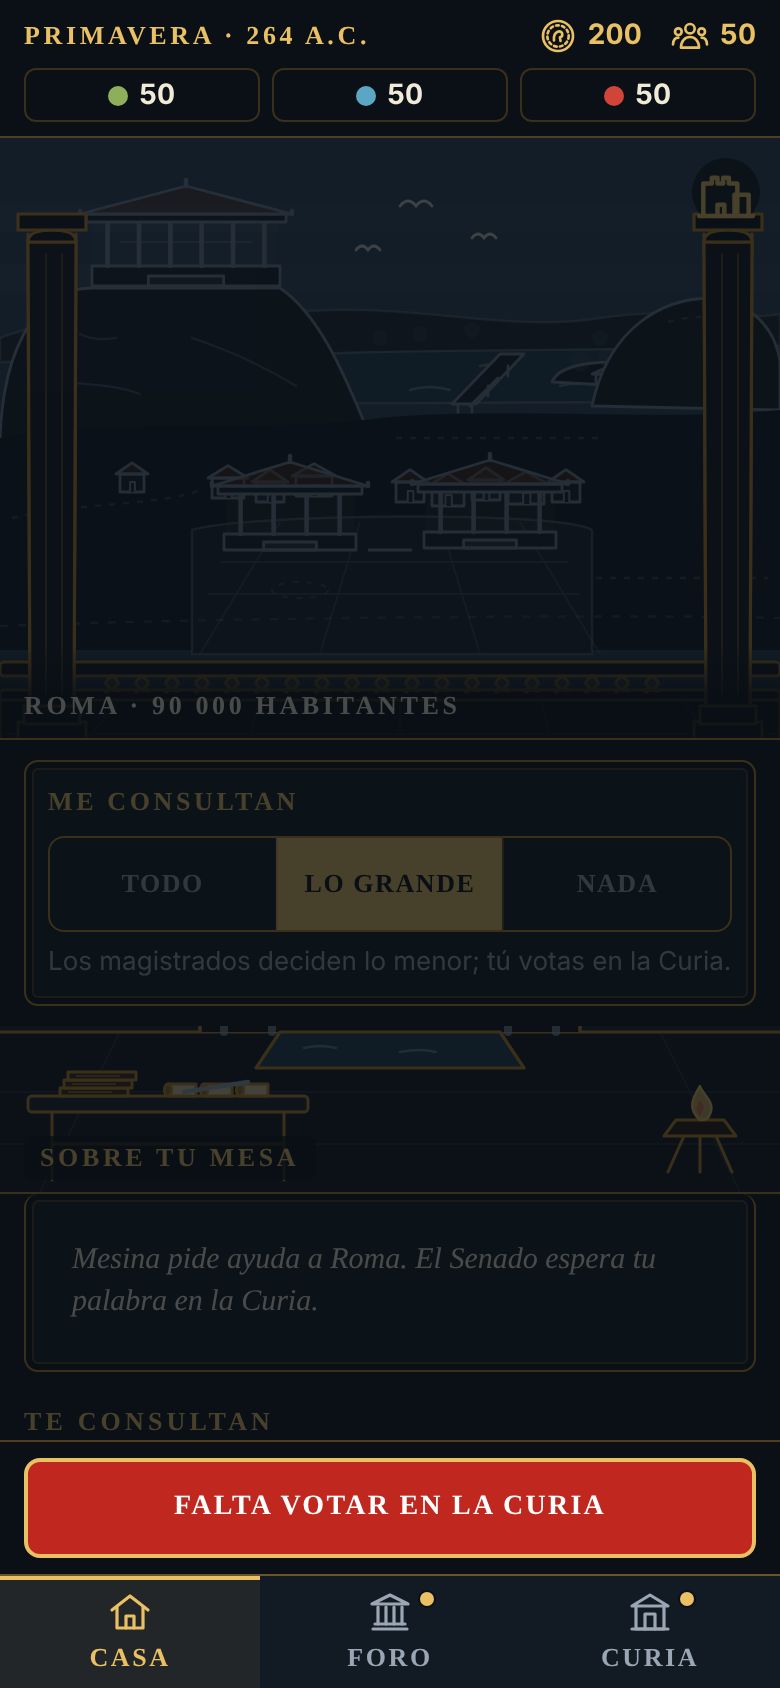 PRIMAVERA · 264 A.C. 200 50
50 50 50
ROMA · 90 000 HABITANTES
ME CONSULTAN
TODO LO GRANDE NADA
Los magistrados deciden lo menor; tú votas en la Curia.
SOBRE TU MESA
Mesina pide ayuda a Roma. El Senado espera tu
palabra en la Curia.
TE CONSULTAN
FALTA VOTAR EN LA CURIA
CASA FORO CURIA